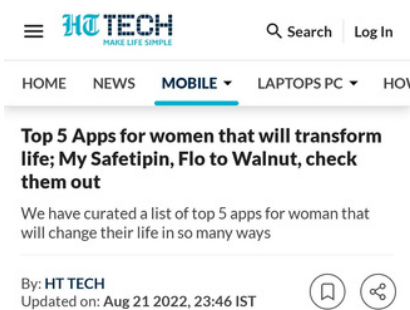 HT TECH
MAKE LIFE SIMPLE
Search
Log In
HOME NEWS MOBILE LAPTOPS PC HOW
Top 5 Apps for women that will transform
life; My Safetipin, Flo to Walnut, check
them out
We have curated a list of top 5 apps for woman that
will change their life in so many ways
By: HT TECH
Updated on: Aug 21 2022, 23:46 IST